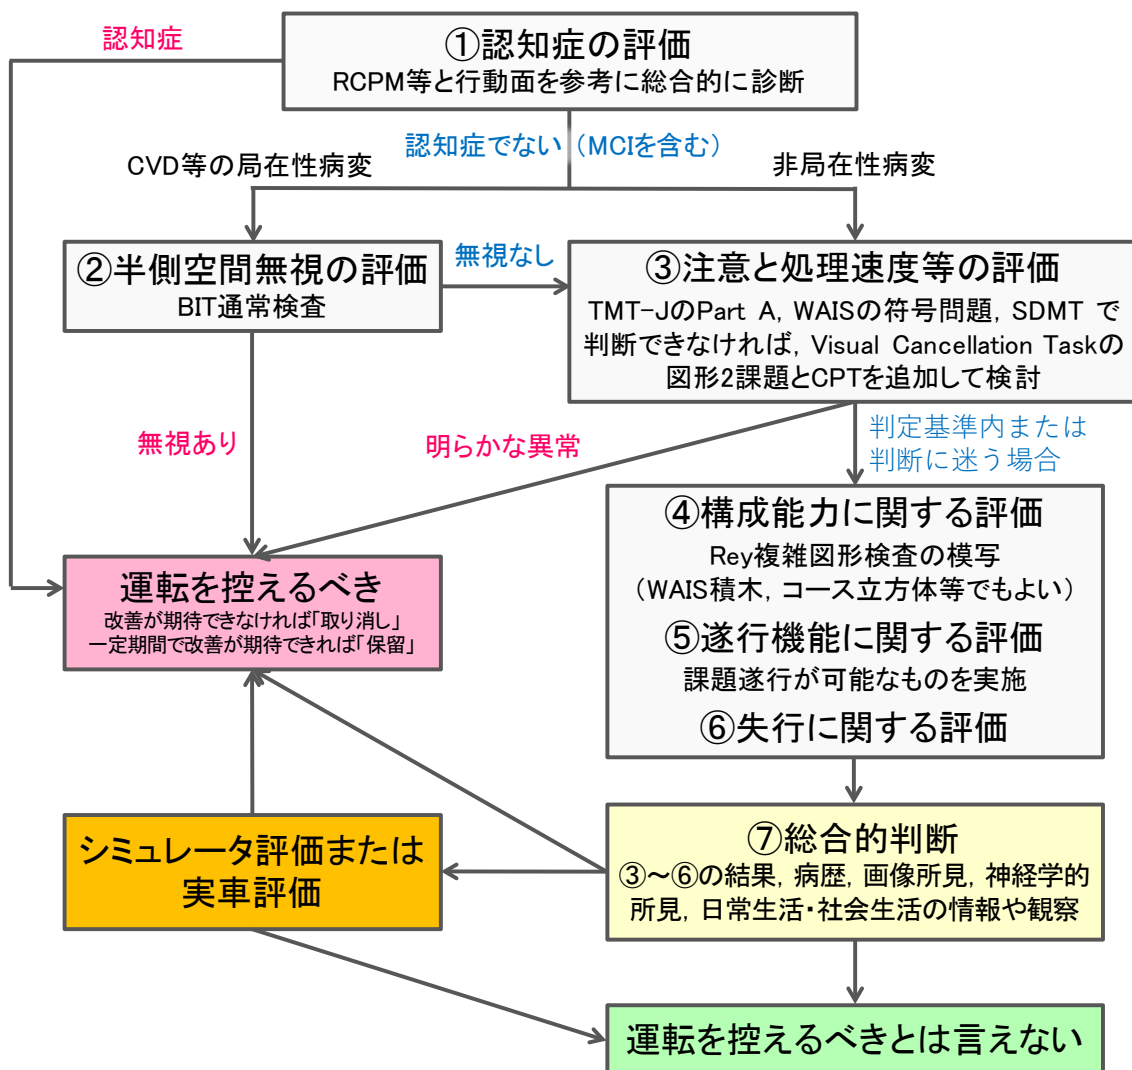 認知症
①認知症の評価
RCPM等と行動面を参考に総合的に診断
認知症でない（MCIを含む）
CVD等の局在性病変
非局在性病変
②半側空間無視の評価
BIT通常検査
無視なし
③注意と処理速度等の評価
TMT-JのPart A, WAISの符号問題, SDMT で
判断できなければ, Visual Cancellation Taskの
図形2課題とCPTを追加して検討
無視あり
明らかな異常
判定基準内または
判断に迷う場合
④構成能力に関する評価
Rey複雑図形検査の模写
（WAIS積木, コース立方体等でもよい）
⑤遂行機能に関する評価
課題遂行が可能なものを実施
⑥失行に関する評価
運転を控えるべき
改善が期待できなければ「取り消し」
一定期間で改善が期待できれば「保留」
シミュレータ評価または
実車評価
⑦総合的判断
③～⑥の結果, 病歴, 画像所見, 神経学的
所見, 日常生活・社会生活の情報や観察
運転を控えるべきとは言えない